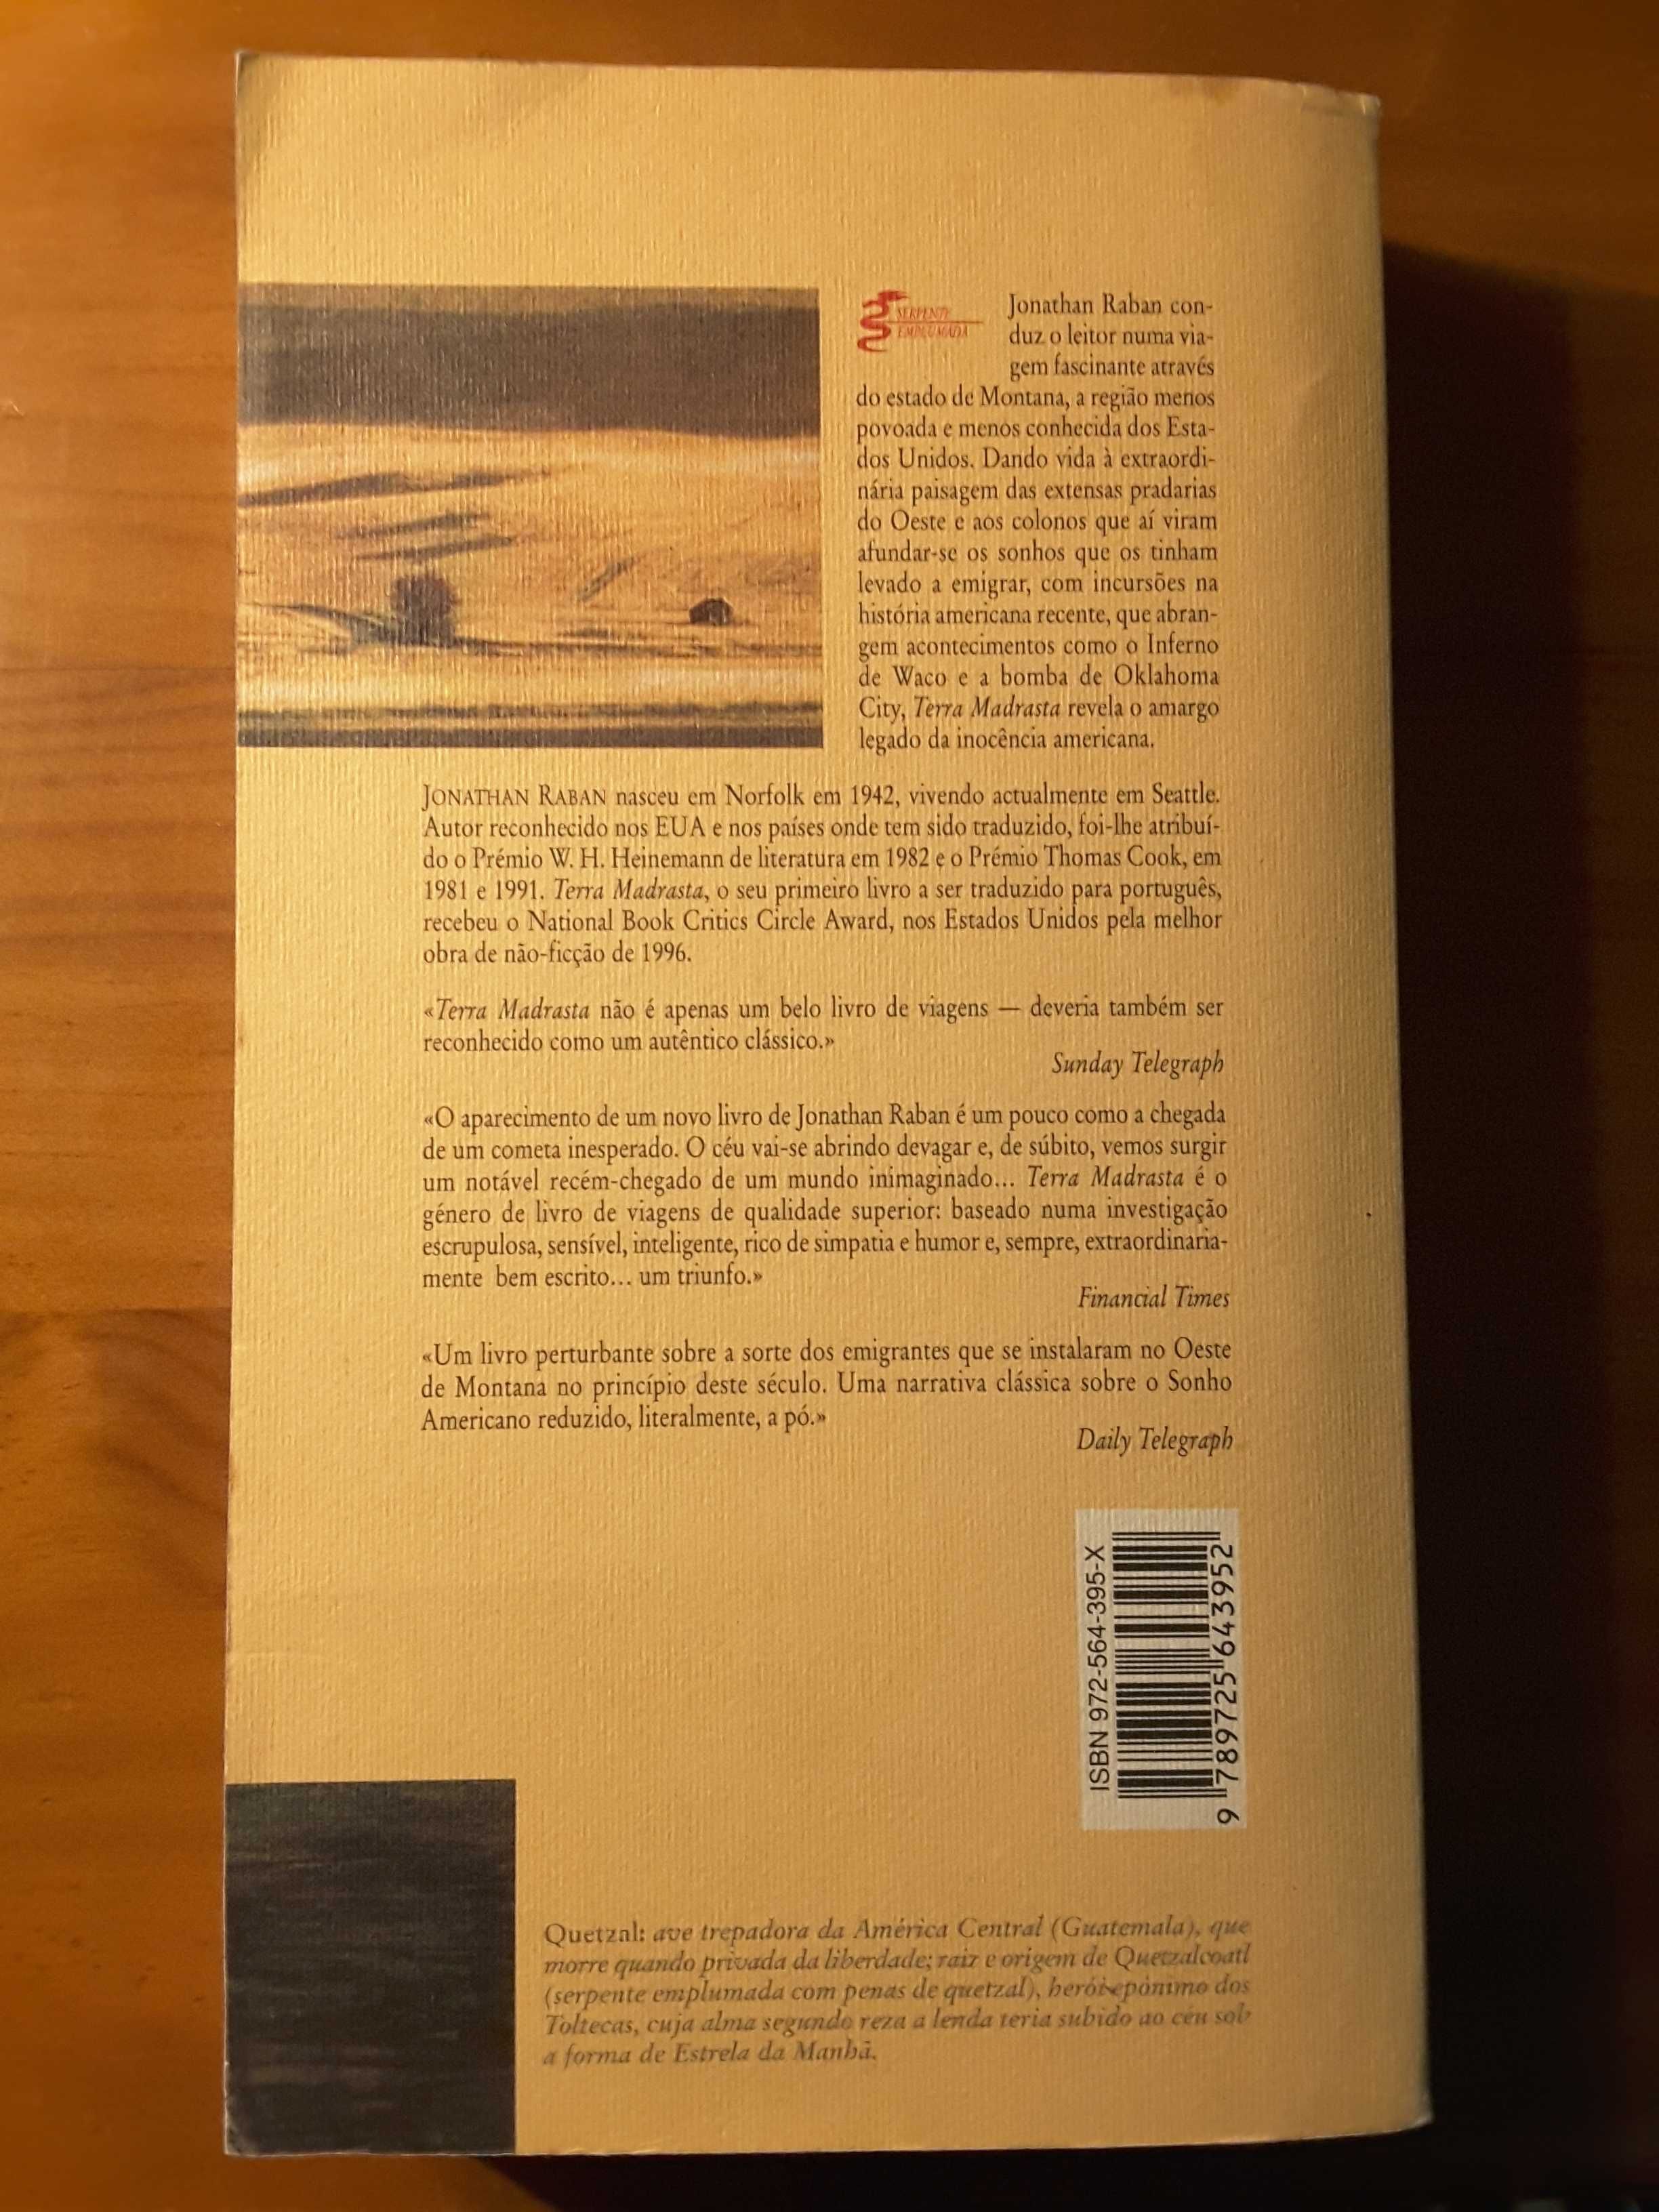 SERPENTE
EMPLUMADA
Jonathan Raban con-
duz o leitor numa via-
gem fascinante através
do estado de Montana, a região menos
povoada e menos conhecida dos Esta-
dos Unidos. Dando vida à extraordi-
nária paisagem das extensas pradarias
do Oeste e aos colonos que aí viram
afundar-se os sonhos que os tinham
levado a emigrar, com incursões na
história americana recente, que abran-
gem acontecimentos como o Inferno
de Waco e a bomba de Oklahoma
City, Terra Madrasta revela o amargo
legado da inocência americana.
JONATHAN RABAN nasceu em Norfolk em 1942, vivendo actualmente em Seattle.
Autor reconhecido nos EUA e nos países onde tem sido traduzido, foi-lhe atribuí-
do o Prémio W. H. Heinemann de literatura em 1982 e o Prémio Thomas Cook, em
1981 e 1991. Terra Madrasta, o seu primeiro livro a ser traduzido para português,
recebeu o National Book Critics Circle Award, nos Estados Unidos pela melhor
obra de não-ficção de 1996.
«Terra Madrasta não é apenas um belo livro de viagens — deveria também ser
reconhecido como um autêntico clássico.»
Sunday Telegraph
«O aparecimento de um novo livro de Jonathan Raban é um pouco como a chegada
de um cometa inesperado. O céu vai-se abrindo devagar e, de súbito, vemos surgir
um notável recém-chegado de um mundo inimaginado... Terra Madrasta é o
género de livro de viagens de qualidade superior: baseado numa investigação
escrupulosa, sensível, inteligente, rico de simpatia e humor e, sempre, extraordinaria-
mente bem escrito... um triunfo.»
Financial Times
«Um livro perturbante sobre a sorte dos emigrantes que se instalaram no Oeste
de Montana no princípio deste século. Uma narrativa clássica sobre o Sonho
Americano reduzido, literalmente, a pó.»
Daily Telegraph
ISBN 972-564-395-X
9 789725 643952
Quetzal: ave trepadora da América Central (Guatemala), que
morre quando privada da liberdade; raiz e origem de Quetzalcoatl
(serpente emplumada com penas de quetzal), herói epónimo dos
Toltecas, cuja alma segundo reza a lenda teria subido ao céu sob
a forma de Estrela da Manhã.